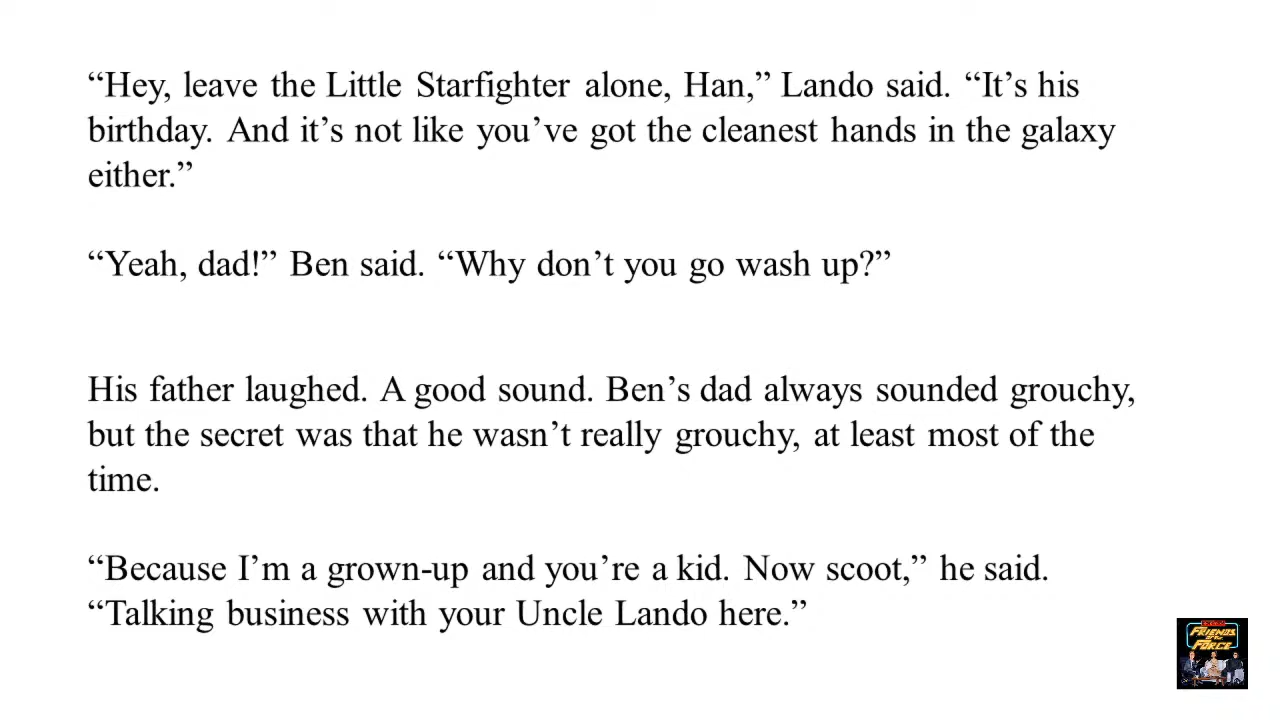 “Hey, leave the Little Starfighter alone, Han,” Lando said. “It’s his
birthday. And it’s not like you’ve got the cleanest hands in the galaxy
either.”
“Yeah, dad!” Ben said. “Why don’t you go wash up?”
His father laughed. A good sound. Ben’s dad always sounded grouchy,
but the secret was that he wasn’t really grouchy, at least most of the
time.
“Because I’m a grown-up and you’re a kid. Now scoot,” he said.
“Talking business with your Uncle Lando here.”
FRIENDS
of the
FORCE